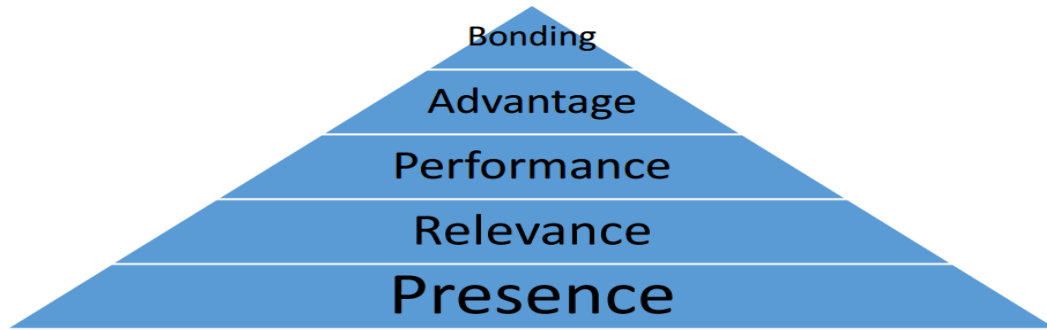 Bonding
Advantage
Performance
Relevance
Presence